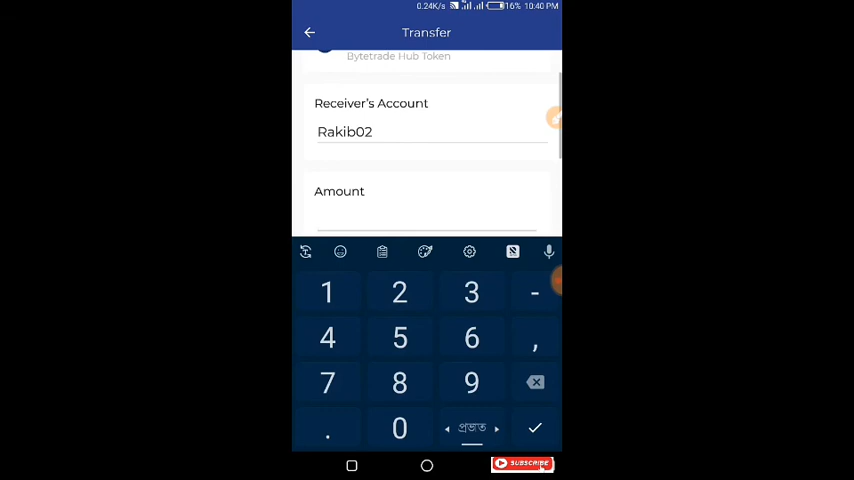 0.24K/s 16% 10:40 PM
Transfer
Bytetrade Hub Token
Receiver's Account
Rakib02
Amount
1 2 3 -
4 5 6 ,
7 8 9
. 0 প্রভাত
SUBSCRIBE